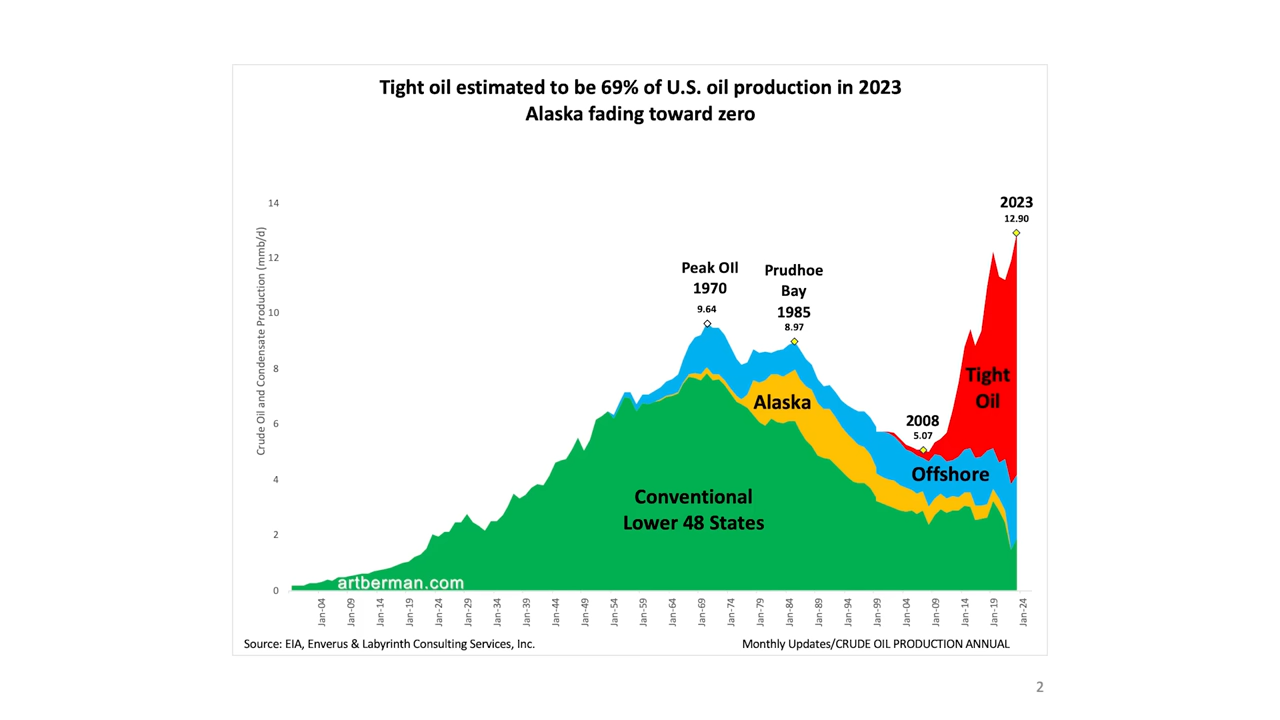 Tight oil estimated to be 69% of U.S. oil production in 2023
Alaska fading toward zero
Crude Oil and Condensate Production (mmb/d)
14
12
10
8
6
4
2
0
Peak OIl
1970
9.64
Prudhoe
Bay
1985
8.97
2008
5.07
2023
12.90
Tight
Oil
Alaska
Offshore
Conventional
Lower 48 States
artberman.com
Jan-04
Jan-09
Jan-14
Jan-19
Jan-24
Jan-29
Jan-34
Jan-39
Jan-44
Jan-49
Jan-54
Jan-59
Jan-64
Jan-69
Jan-74
Jan-79
Jan-84
Jan-89
Jan-94
Jan-99
Jan-04
Jan-09
Jan-14
Jan-19
Jan-24
Source: EIA, Enverus & Labyrinth Consulting Services, Inc.
Monthly Updates/CRUDE OIL PRODUCTION ANNUAL
2